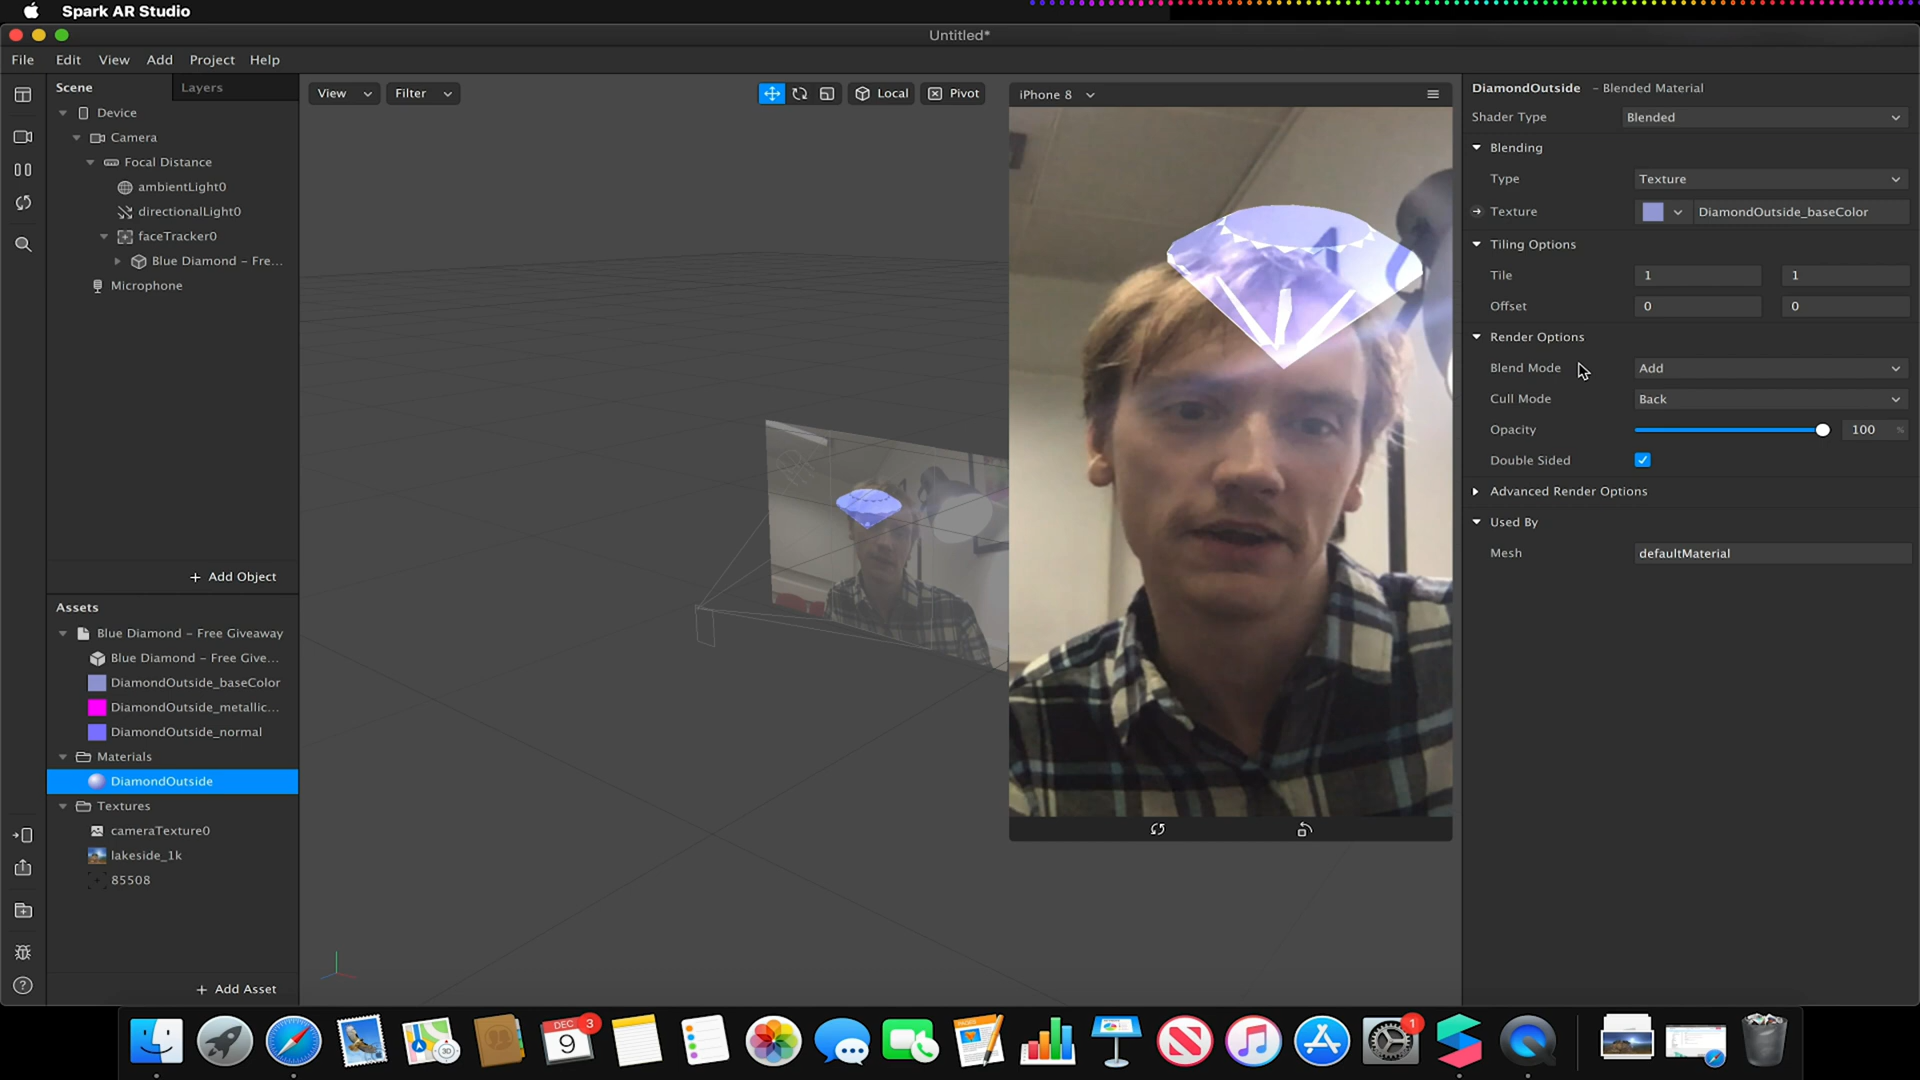 Spark AR Studio
Untitled*
File Edit View Add Project Help
Scene Layers
Device
Camera
Focal Distance
ambientLight0
directionalLight0
faceTracker0
Blue Diamond – Fre...
Microphone
+ Add Object
Assets
Blue Diamond – Free Giveaway
Blue Diamond – Free Give...
DiamondOutside_baseColor
DiamondOutside_metallic...
DiamondOutside_normal
Materials
DiamondOutside
Textures
cameraTexture0
lakeside_1k
85508
+ Add Asset
View Filter Local Pivot
iPhone 8
DiamondOutside – Blended Material
Shader Type Blended
Blending
Type Texture
Texture DiamondOutside_baseColor
Tiling Options
Tile 1 1
Offset 0 0
Render Options
Blend Mode Add
Cull Mode Back
Opacity 100 %
Double Sided
Advanced Render Options
Used By
Mesh defaultMaterial
30
DEC 3
9
PAGES
1